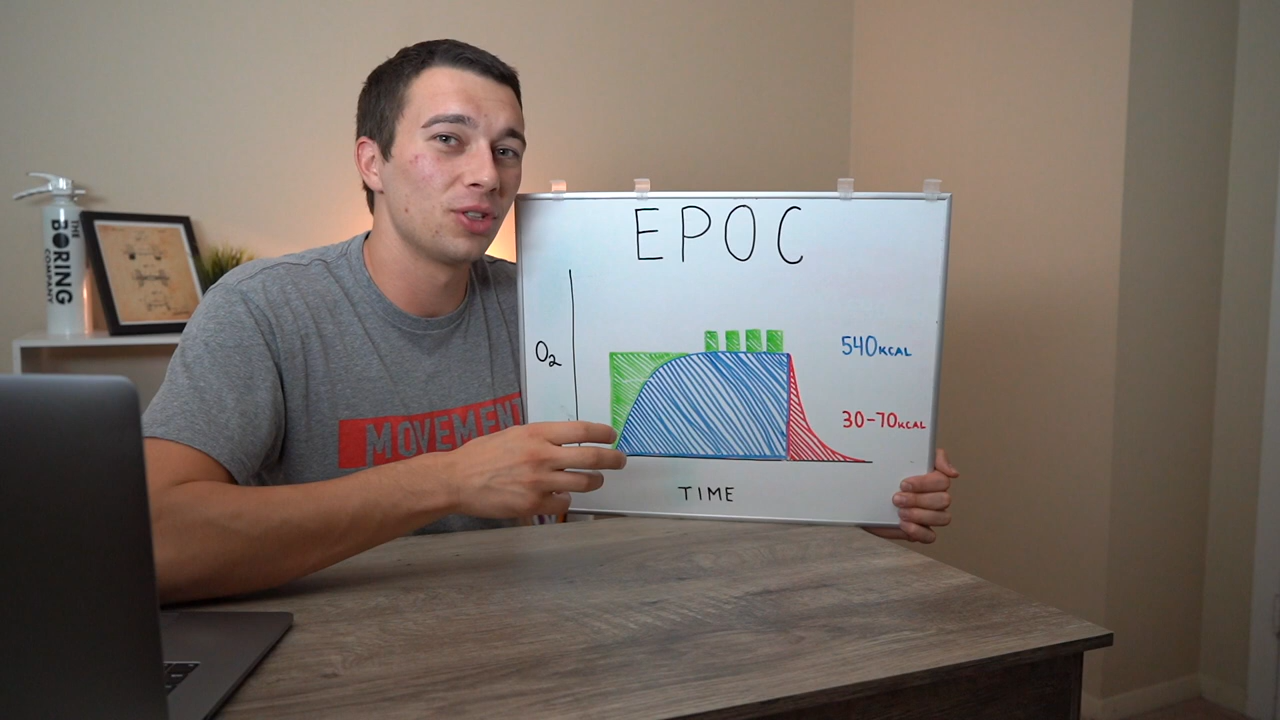 THE
BORING
COMPANY
MOVEMENT
EPOC
O₂
540KCAL
30-70KCAL
TIME